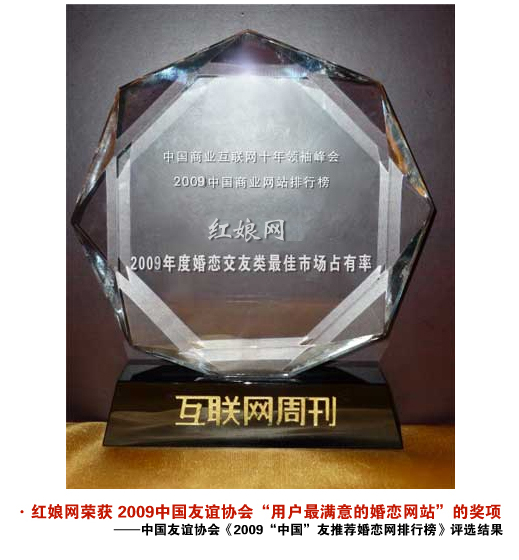 中国商业互联网十年领袖峰会
2009中国商业网站排行榜
红娘网
2009年度婚恋交友类最佳市场占有率
互联网周刊
· 红娘网荣获 2009中国友谊协会“用户最满意的婚恋网站”的奖项
——中国友谊协会《2009“中国”友推荐婚恋网排行榜》评选结果